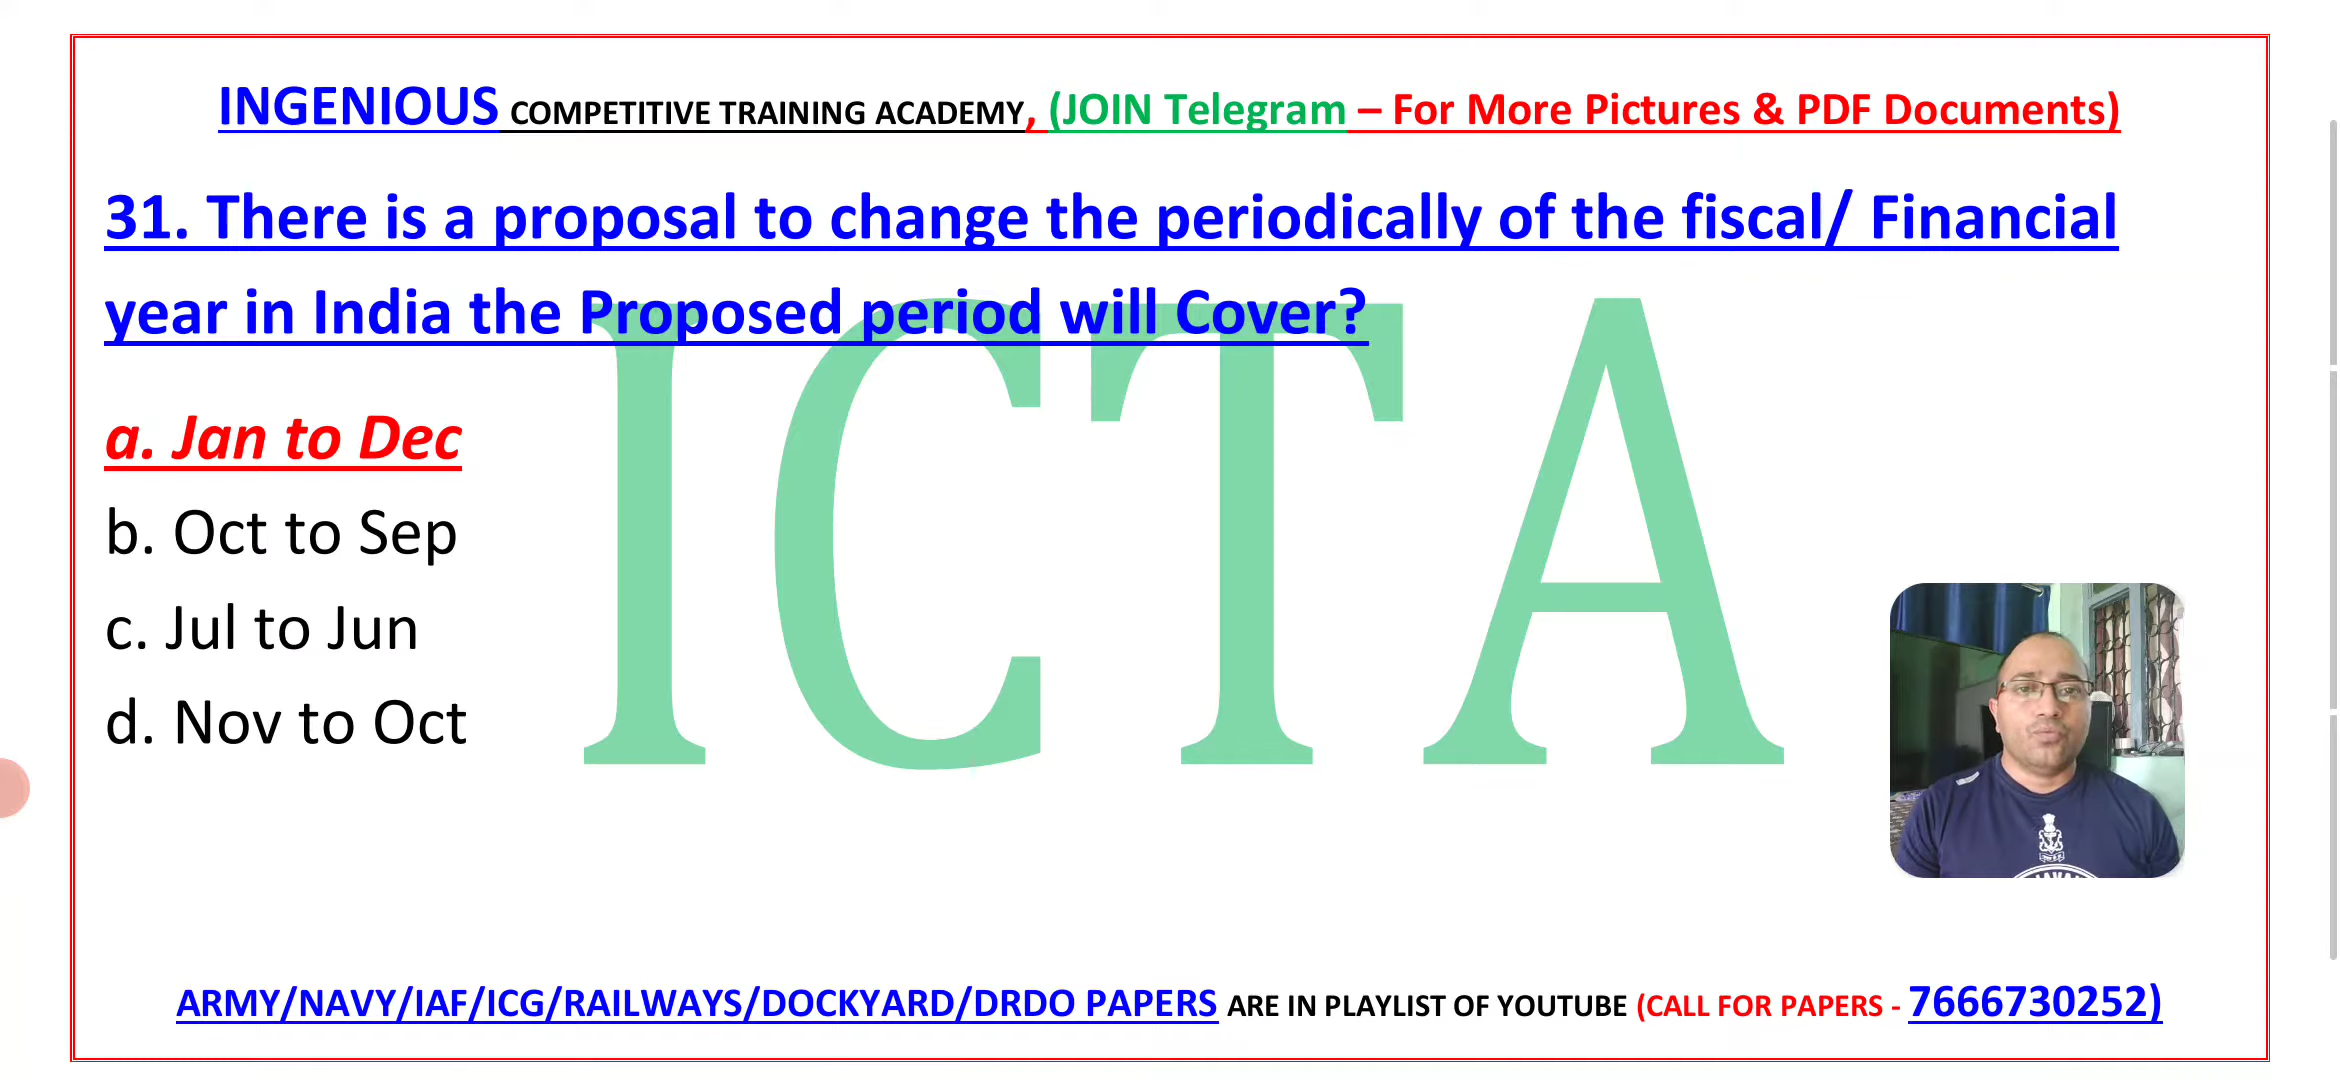 INGENIOUS COMPETITIVE TRAINING ACADEMY, (JOIN Telegram – For More Pictures & PDF Documents)
31. There is a proposal to change the periodically of the fiscal/ Financial
year in India the Proposed period will Cover?
a. Jan to Dec
b. Oct to Sep
c. Jul to Jun
d. Nov to Oct
ICTA
ARMY/NAVY/IAF/ICG/RAILWAYS/DOCKYARD/DRDO PAPERS ARE IN PLAYLIST OF YOUTUBE (CALL FOR PAPERS - 7666730252)